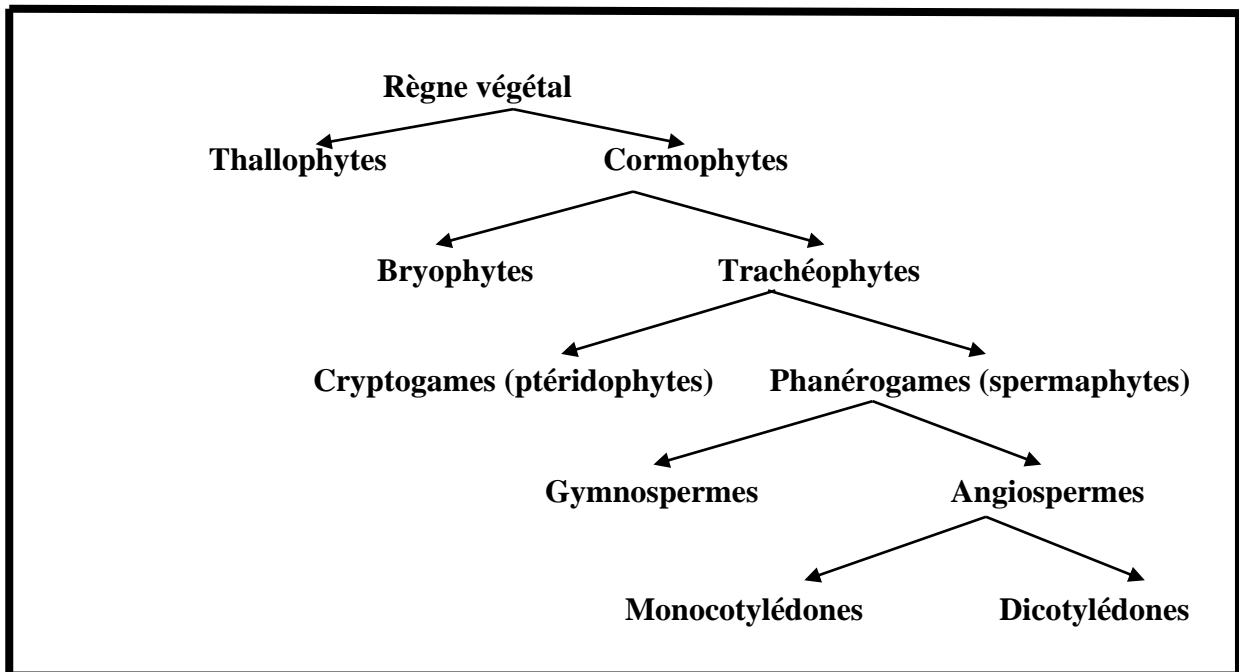 Règne végétal
Thallophytes Cormophytes
Bryophytes Trachéophytes
Cryptogames (ptéridophytes) Phanérogames (spermaphytes)
Gymnospermes Angiospermes
Monocotylédones Dicotylédones